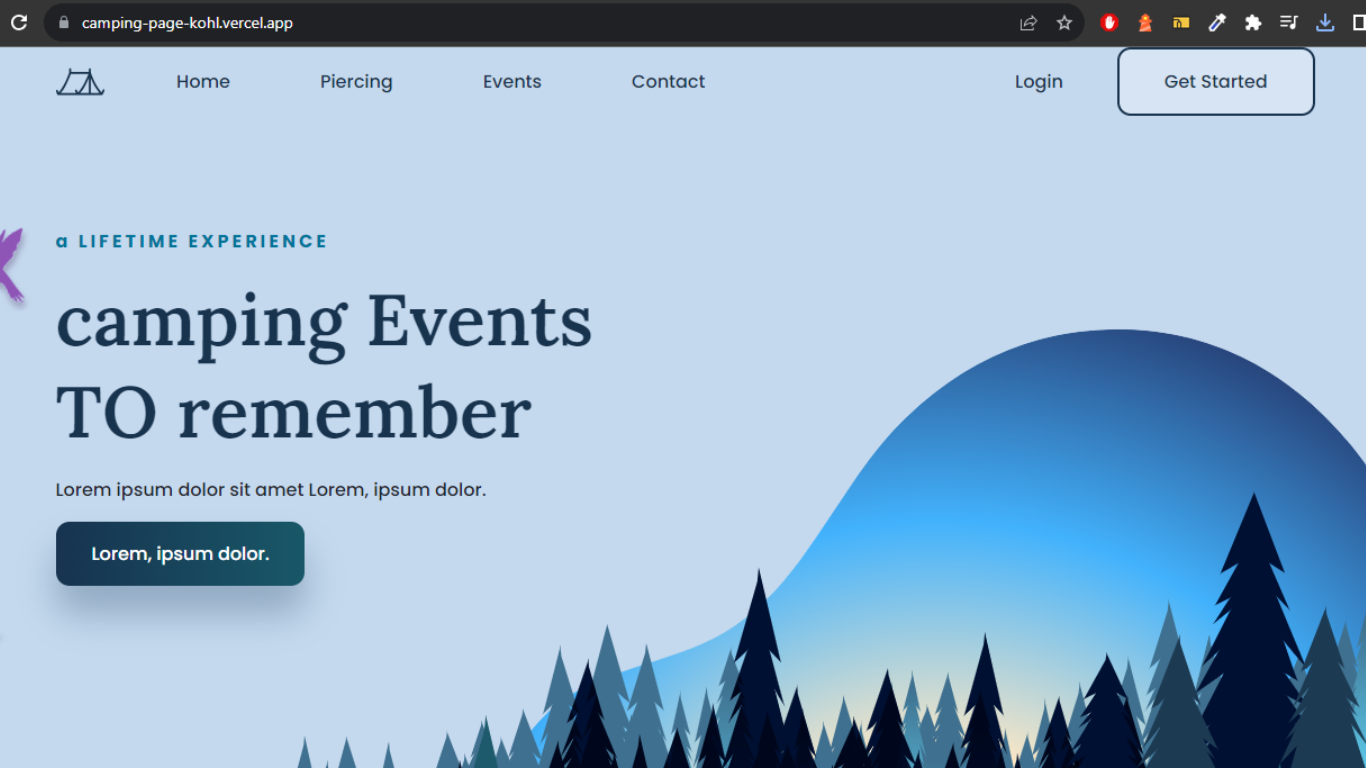 camping-page-kohl.vercel.app
Home Piercing Events Contact Login Get Started
a LIFETIME EXPERIENCE
camping Events
TO remember
Lorem ipsum dolor sit amet Lorem, ipsum dolor.
Lorem, ipsum dolor.